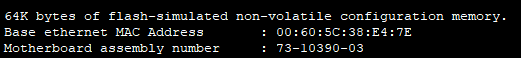 64K bytes of flash-simulated non-volatile configuration memory.
Base ethernet MAC Address       : 00:60:5C:38:E4:7E
Motherboard assembly number     : 73-10390-03